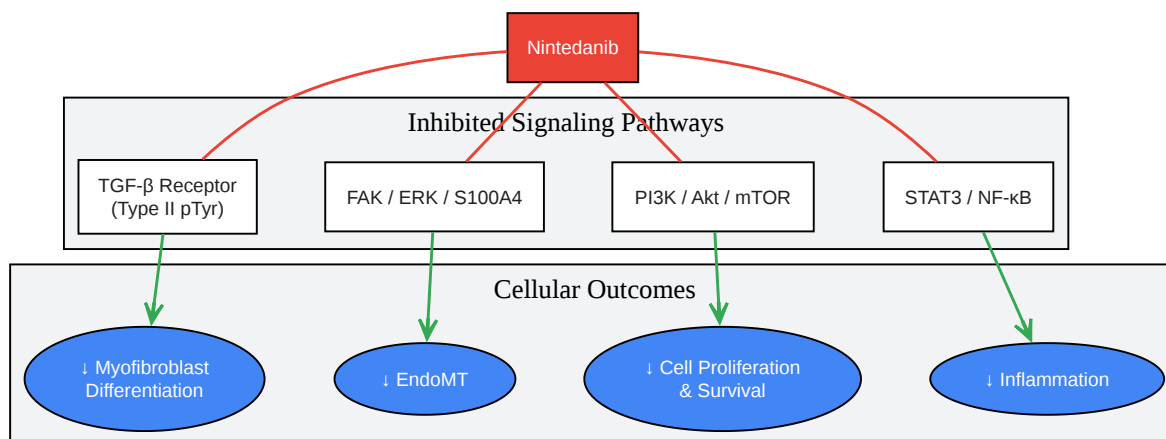 Nintedanib
Inhibited Signaling Pathways
TGF-β Receptor
(Type II pTyr)
FAK / ERK / S100A4
PI3K / Akt / mTOR
STAT3 / NF-κB
Cellular Outcomes
↓ Myofibroblast
Differentiation
↓ EndoMT
↓ Cell Proliferation
& Survival
↓ Inflammation